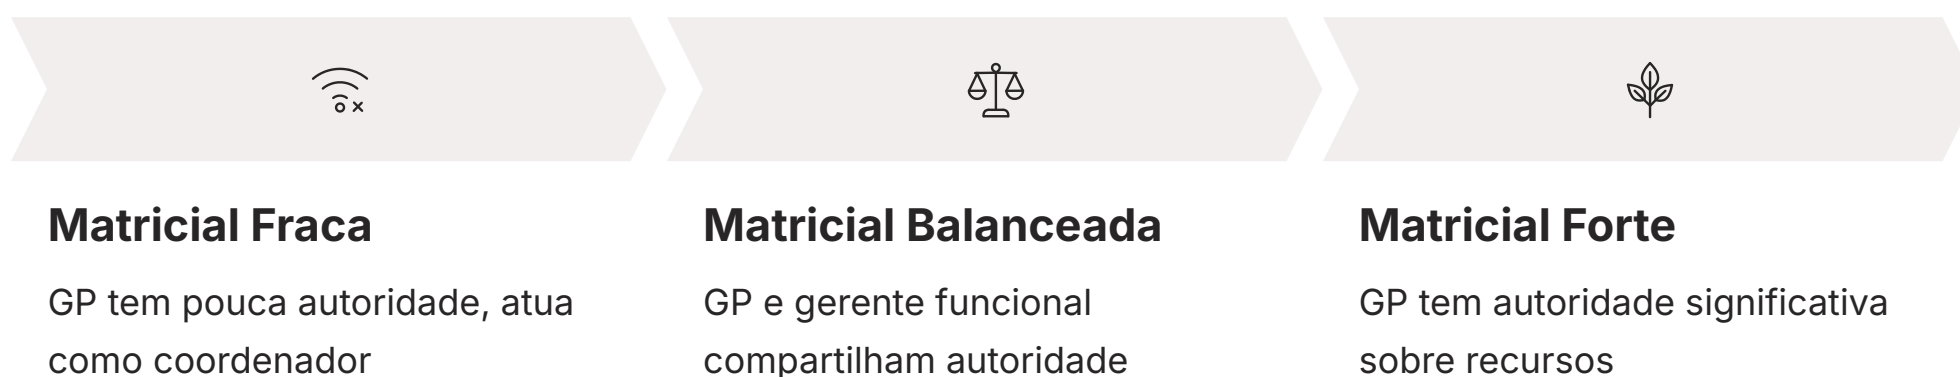 Matricial Fraca
GP tem pouca autoridade, atua
como coordenador
Matricial Balanceada
GP e gerente funcional
compartilham autoridade
Matricial Forte
GP tem autoridade significativa
sobre recursos